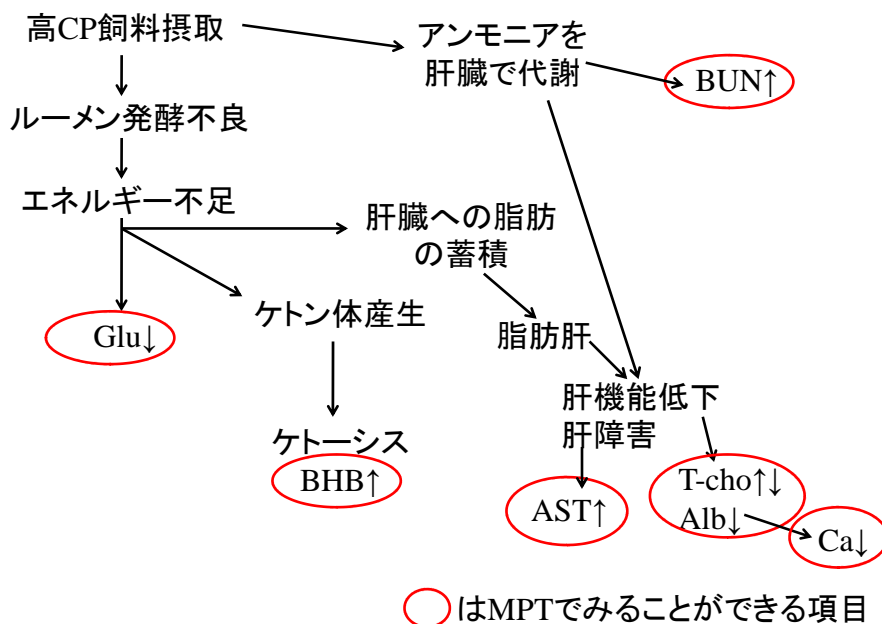 高CP飼料摂取
アンモニアを
肝臓で代謝
BUN↑
ルーメン発酵不良
エネルギー不足
肝臓への脂肪
の蓄積
ケトン体産生
Glu↓
脂肪肝
肝機能低下
肝障害
ケトーシス
BHB↑
T-cho↑↓
AST↑
Alb↓
Ca↓
はMPTでみることができる項目